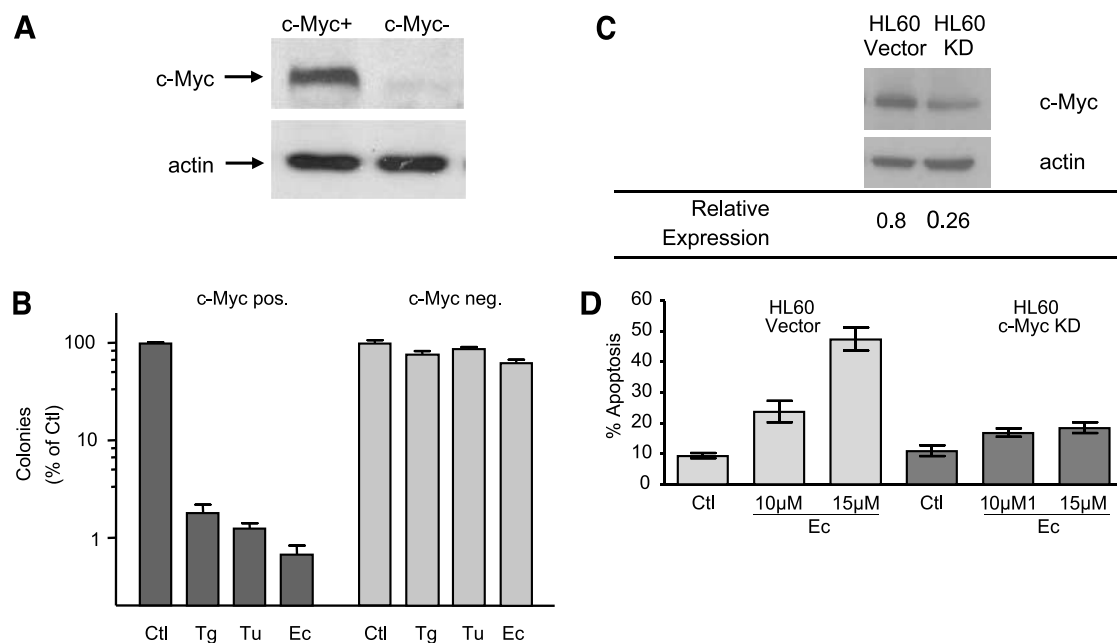 A
c-Myc+ c-Myc-
c-Myc
actin
C
HL60 HL60
Vector KD
c-Myc
actin
Relative
Expression
0.8 0.26
B
c-Myc pos. c-Myc neg.
Colonies
(% of Ctl)
100
10
1
Ctl Tg Tu Ec Ctl Tg Tu Ec
D
HL60
Vector
HL60
c-Myc KD
% Apoptosis
60
50
40
30
20
10
0
Ctl 10µM 15µM Ctl 10µM1 15µM
Ec Ec